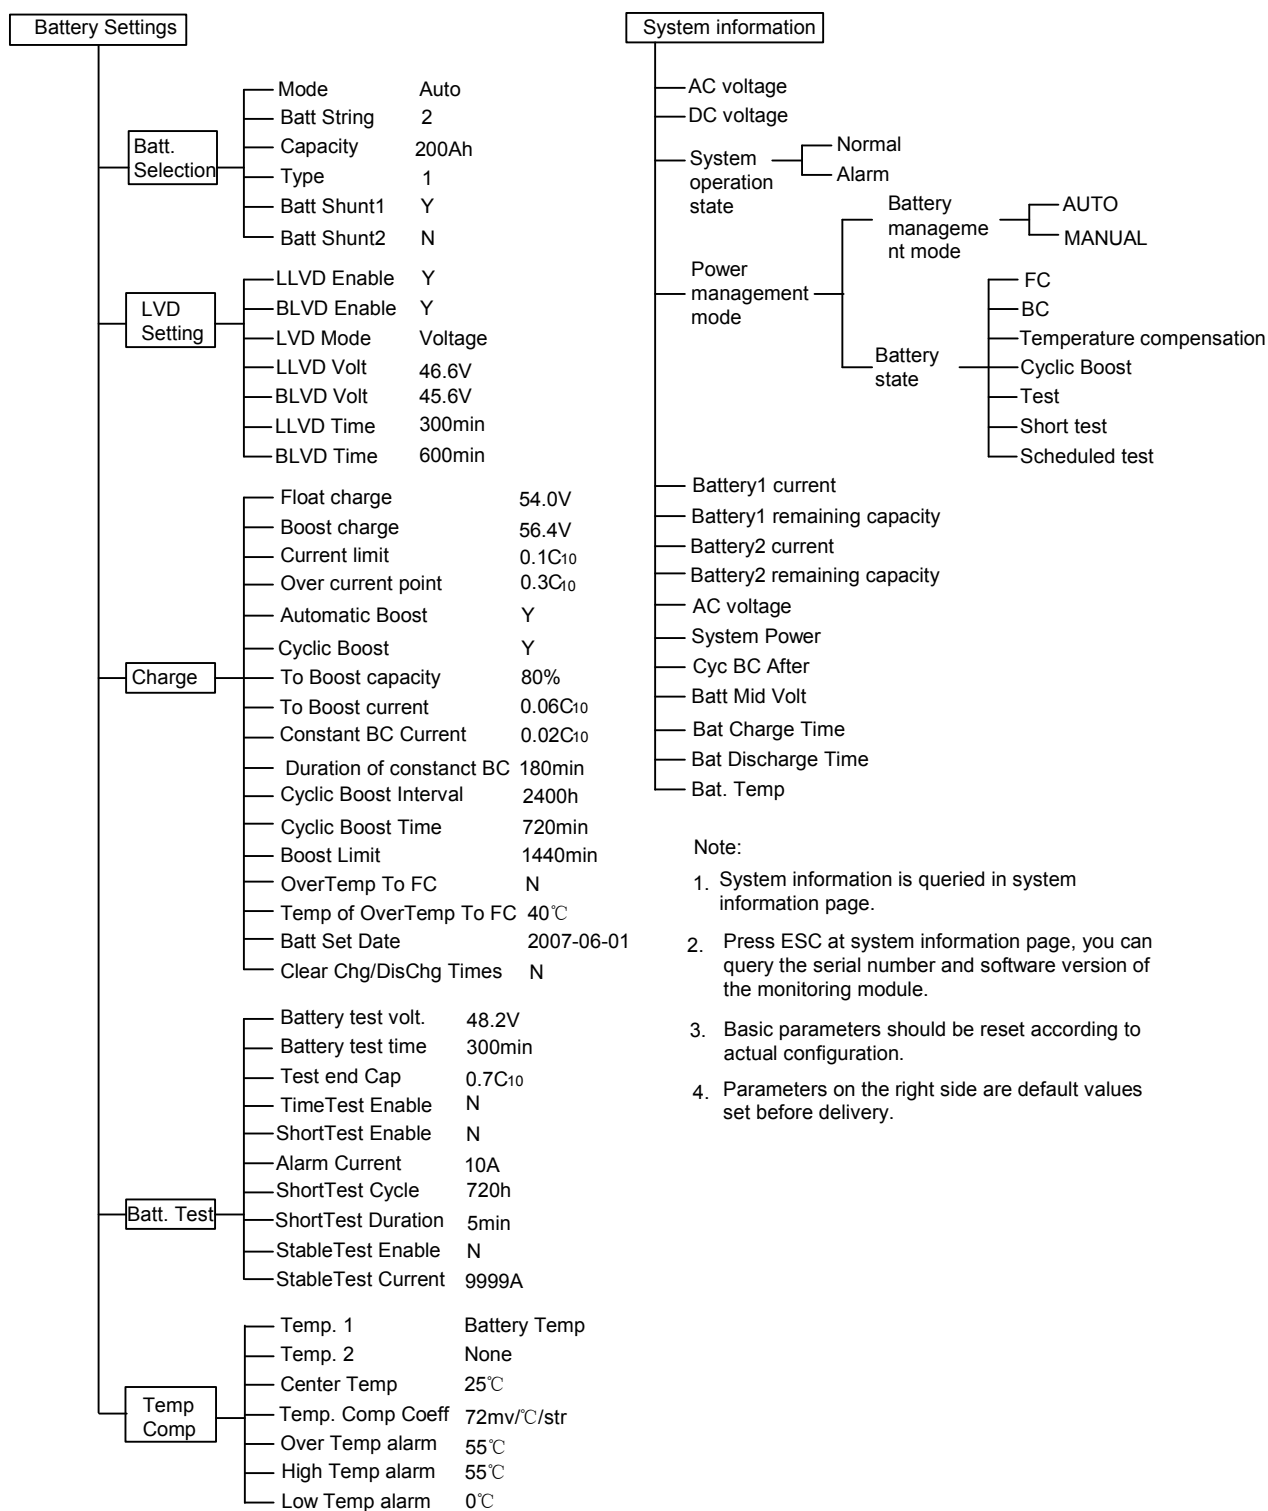 Battery Settings
Batt.
Selection
Mode Auto
Batt String 2
Capacity 200Ah
Type 1
Batt Shunt1 Y
Batt Shunt2 N
LVD
Setting
LLVD Enable Y
BLVD Enable Y
LVD Mode Voltage
LLVD Volt 46.6V
BLVD Volt 45.6V
LLVD Time 300min
BLVD Time 600min
Charge
Float charge 54.0V
Boost charge 56.4V
Current limit 0.1C10
Over current point 0.3C10
Automatic Boost Y
Cyclic Boost Y
To Boost capacity 80%
To Boost current 0.06C10
Constant BC Current 0.02C10
Duration of constanct BC 180min
Cyclic Boost Interval 2400h
Cyclic Boost Time 720min
Boost Limit 1440min
OverTemp To FC N
Temp of OverTemp To FC 40℃
Batt Set Date 2007-06-01
Clear Chg/DisChg Times N
Batt. Test
Battery test volt. 48.2V
Battery test time 300min
Test end Cap 0.7C10
TimeTest Enable N
ShortTest Enable N
Alarm Current 10A
ShortTest Cycle 720h
ShortTest Duration 5min
StableTest Enable N
StableTest Current 9999A
Temp
Comp
Temp. 1 Battery Temp
Temp. 2 None
Center Temp 25℃
Temp. Comp Coeff 72mv/℃/str
Over Temp alarm 55℃
High Temp alarm 55℃
Low Temp alarm 0℃
System information
AC voltage
DC voltage
System
operation
state
Normal
Alarm
Power
management
mode
Battery
manageme
nt mode
AUTO
MANUAL
Battery
state
FC
BC
Temperature compensation
Cyclic Boost
Test
Short test
Scheduled test
Battery1 current
Battery1 remaining capacity
Battery2 current
Battery2 remaining capacity
AC voltage
System Power
Cyc BC After
Batt Mid Volt
Bat Charge Time
Bat Discharge Time
Bat. Temp
Note:
1. System information is queried in system
information page.
2. Press ESC at system information page, you can
query the serial number and software version of
the monitoring module.
3. Basic parameters should be reset according to
actual configuration.
4. Parameters on the right side are default values
set before delivery.